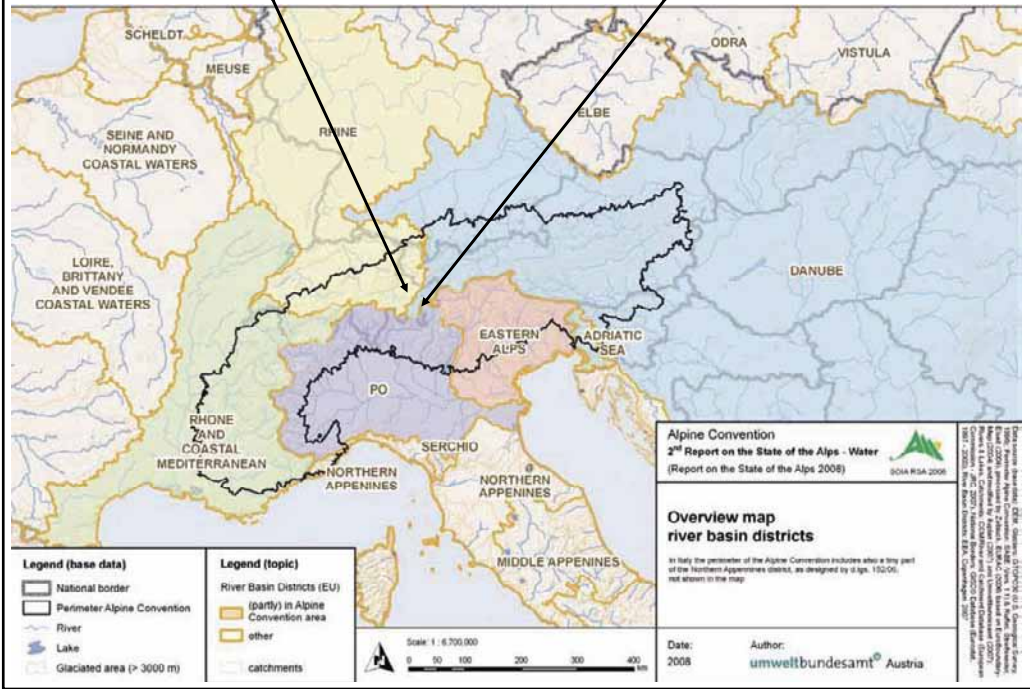 SCHELDT
MEUSE
ODRA
VISTULA
ELBE
RHINE
SEINE AND
NORMANDY
COASTAL WATERS
LOIRE,
BRITTANY
AND VENDEE
COASTAL WATERS
DANUBE
EASTERN
ALPS
ADRIATIC
SEA
PO
RHONE
AND
COASTAL
MEDITERRANEAN
SERCHIO
NORTHERN
APPENINES
NORTHERN
APPENINES
MIDDLE APPENINES
Alpine Convention
2nd Report on the State of the Alps - Water
(Report on the State of the Alps 2008)
SOIA RSA 2008
Overview map
river basin districts
In Italy the perimeter of the Alpine Convention includes also a tiny part
of the Northern Appennines district, as designed by d.lgs. 152/06,
not shown in the map
Date:
2008
Author:
umweltbundesamt Austria
Legend (base data)
National border
Perimeter Alpine Convention
River
Lake
Glaciated area (> 3000 m)
Legend (topic)
River Basin Districts (EU)
(partly) in Alpine
Convention area
other
catchments
Scale: 1 : 6,700,000
0 50 100 200 300 400
km